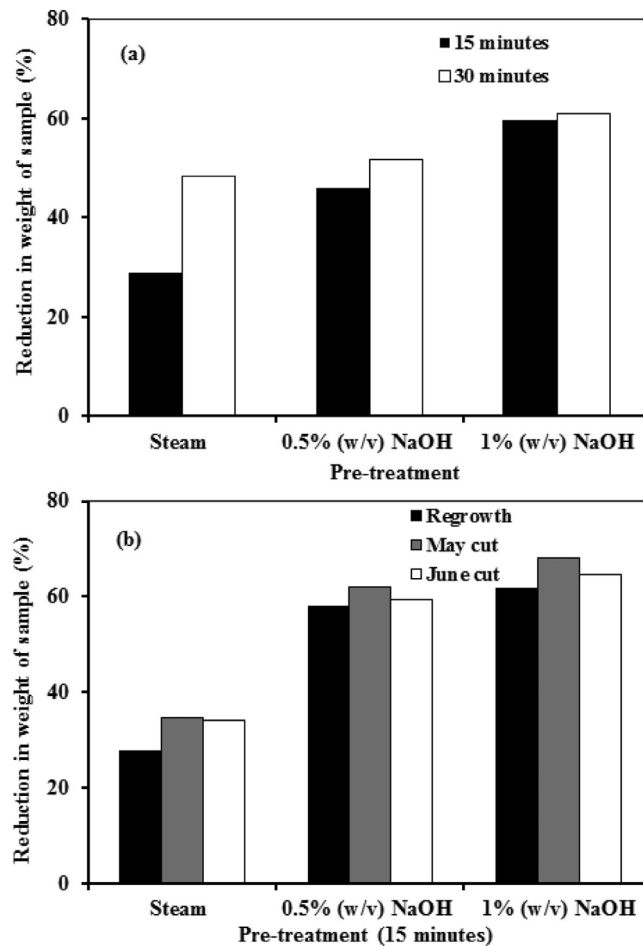 80
60
40
20
0
Reduction in weight of sample (%)
(a)
15 minutes
30 minutes
Steam
0.5% (w/v) NaOH
1% (w/v) NaOH
Pre-treatment
80
60
40
20
0
Reduction in weight of sample (%)
(b)
Regrowth
May cut
June cut
Steam
0.5% (w/v) NaOH
1% (w/v) NaOH
Pre-treatment (15 minutes)